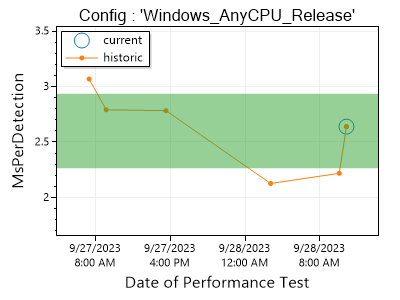 Config : 'Windows_AnyCPU_Release'
current
historic
3.5
3
2.5
2
MsPerDetection
9/27/2023 9/27/2023 9/28/2023 9/28/2023
8:00 AM 4:00 PM 12:00 AM 8:00 AM
Date of Performance Test